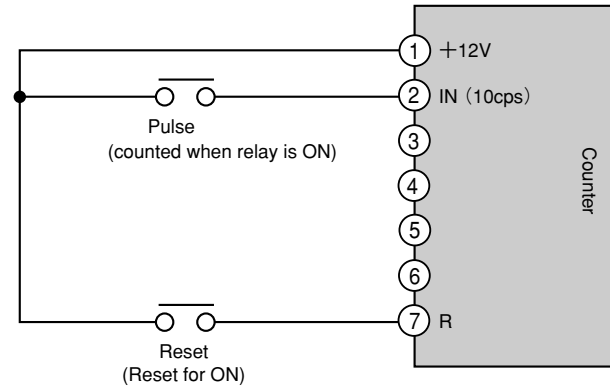 1 +12V
2 IN (10cps)
Pulse
(counted when relay is ON)
3
4
5
6
7 R
Reset
(Reset for ON)
Counter